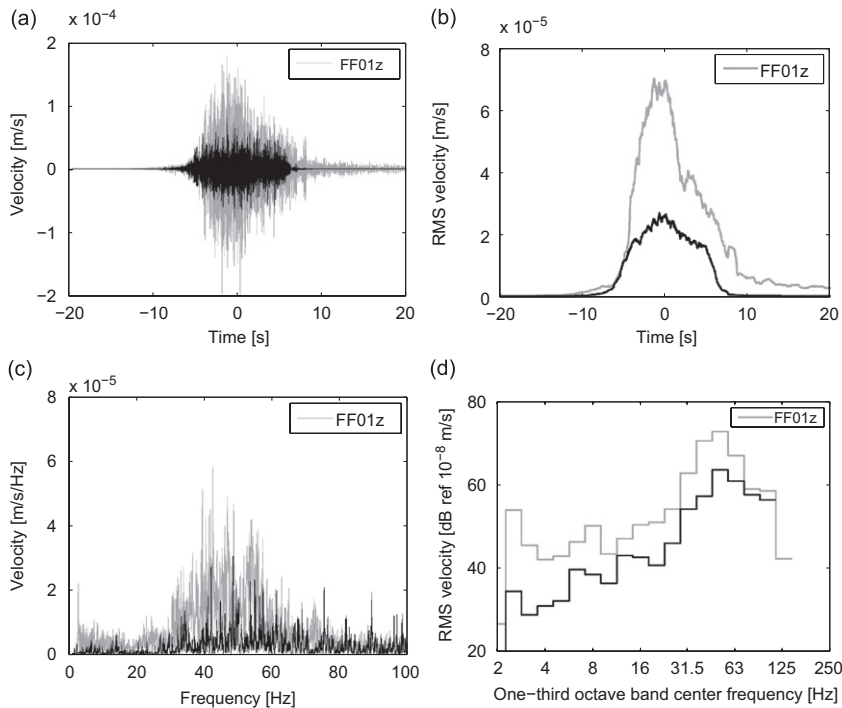 (a)
x 10⁻⁴
2
1
0
−1
−2
Velocity [m/s]
FF01z
−20
−10
0
10
20
Time [s]
(b)
x 10⁻⁵
8
6
4
2
0
RMS velocity [m/s]
FF01z
−20
−10
0
10
20
Time [s]
(c)
x 10⁻⁵
8
6
4
2
0
Velocity [m/s/Hz]
FF01z
0
20
40
60
80
100
Frequency [Hz]
(d)
80
60
40
20
RMS velocity [dB ref 10⁻⁸ m/s]
FF01z
2
4
8
16
31.5
63
125
250
One-third octave band center frequency [Hz]